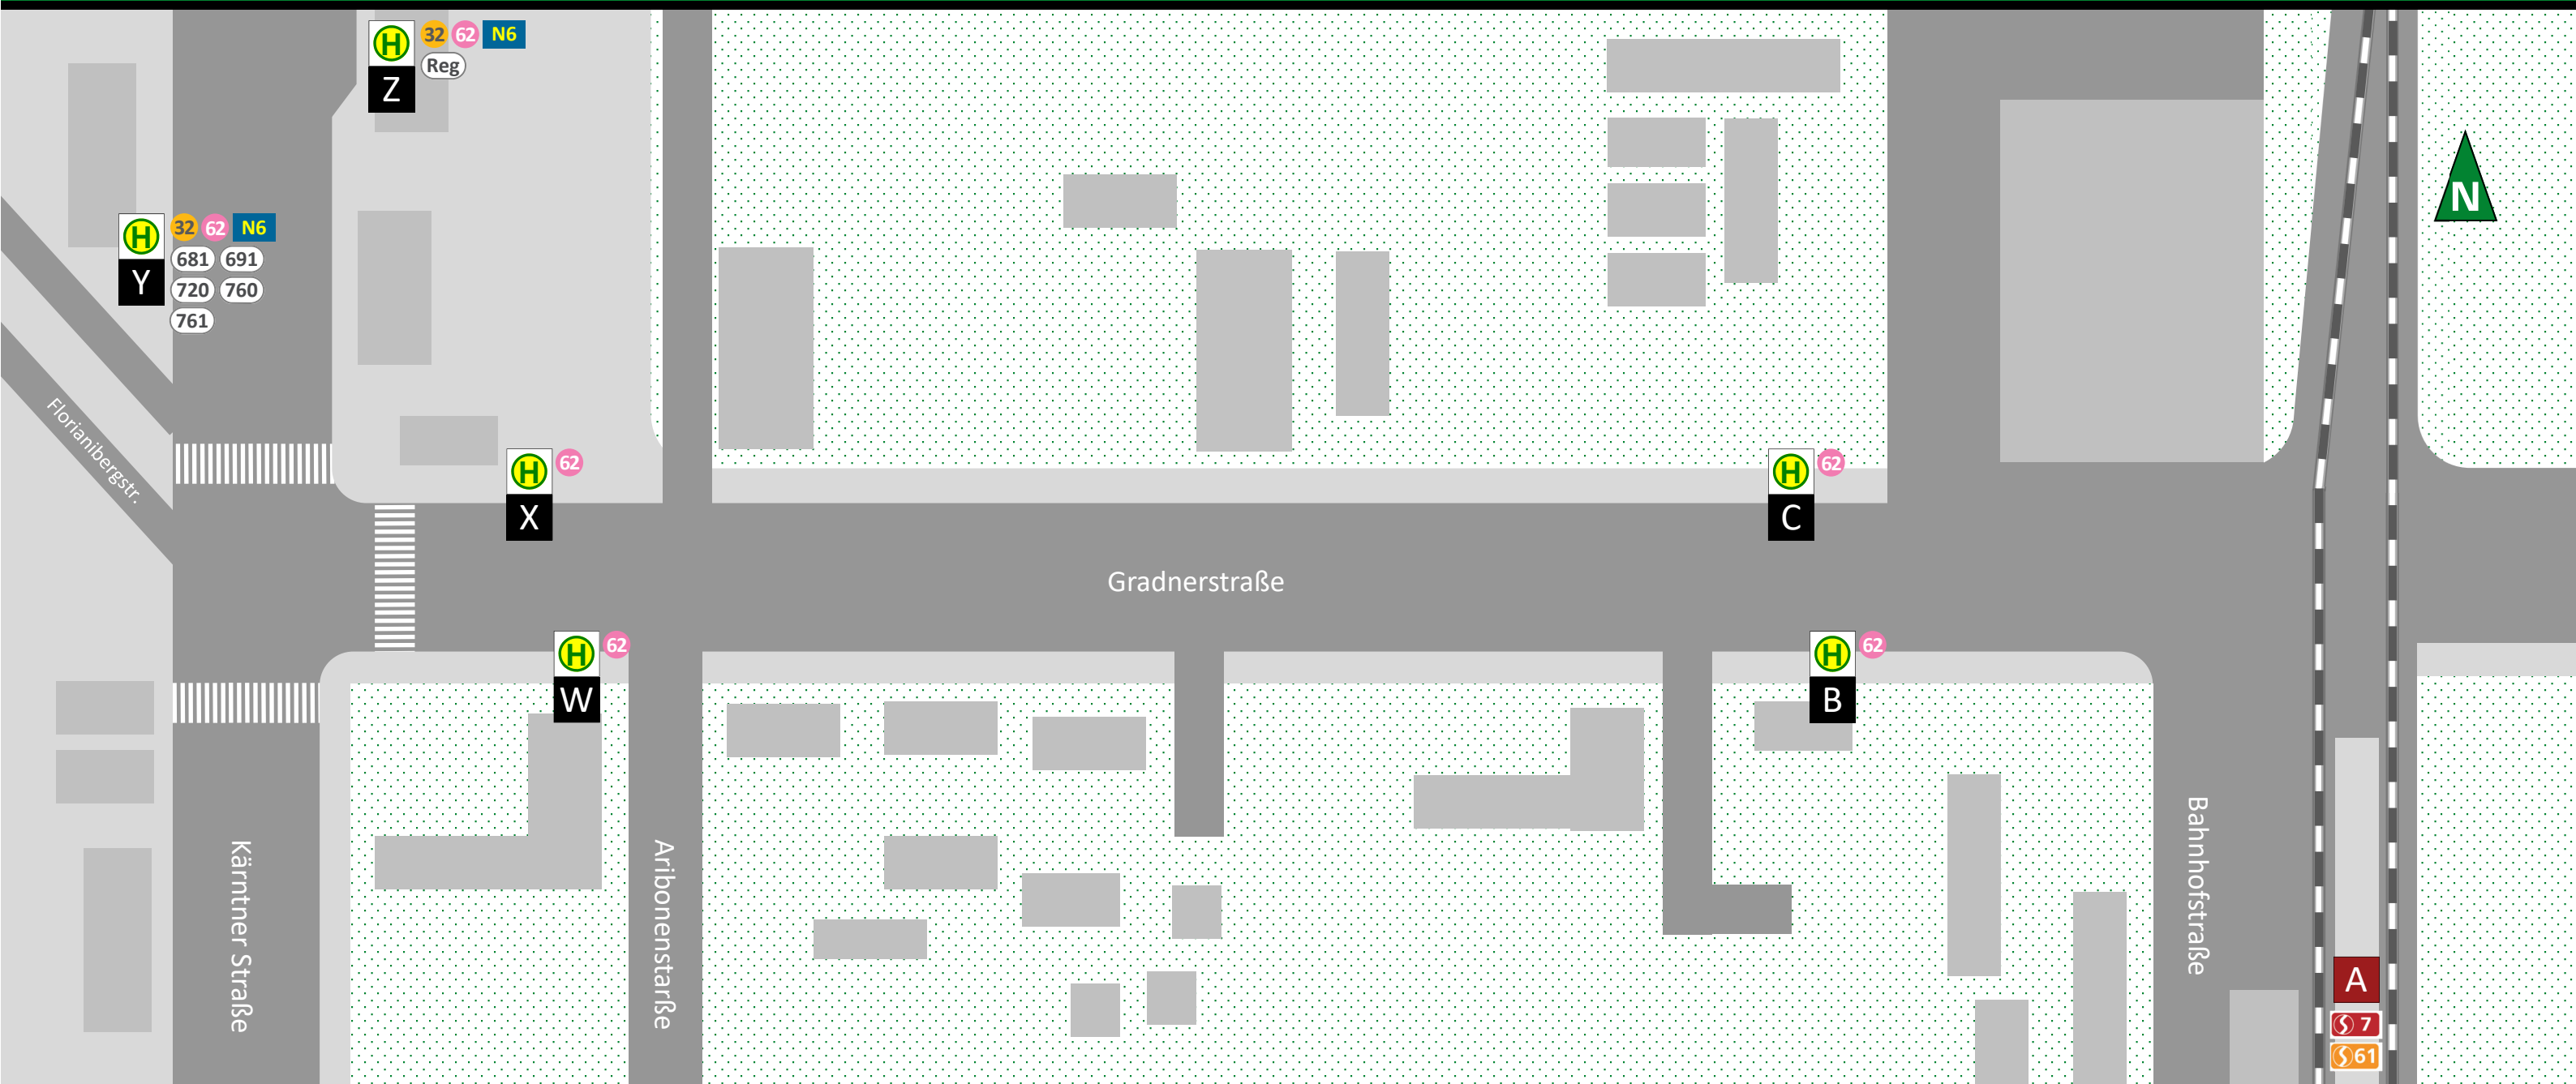 H 32 62 N6
Z Reg
H 32 62 N6
Y 681 691
720 760
761
N
Florianibergstr.
H 62
X
H 62
C
Gradnerstraße
H 62
W
H 62
B
Kärntner Straße
Aribonenstarße
Bahnhofstraße
A
S 7
S 61